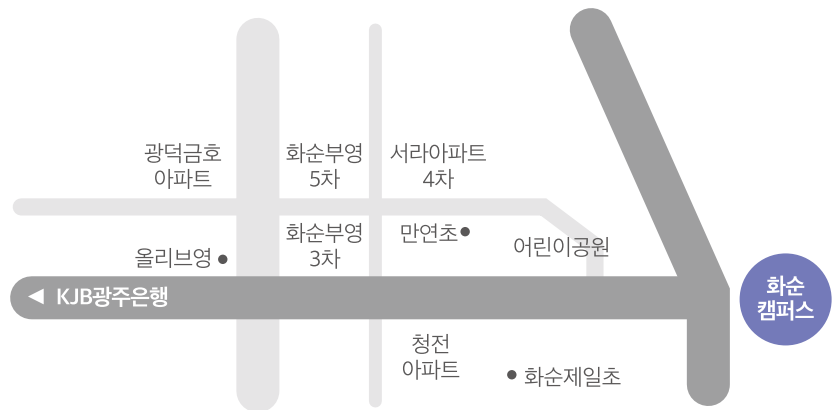 광덕금호
아파트
화순부영
5차
서라아파트
4차
화순부영
3차
만연초
어린이공원
올리브영
◀ KJB광주은행
화순
캠퍼스
청전
아파트
화순제일초